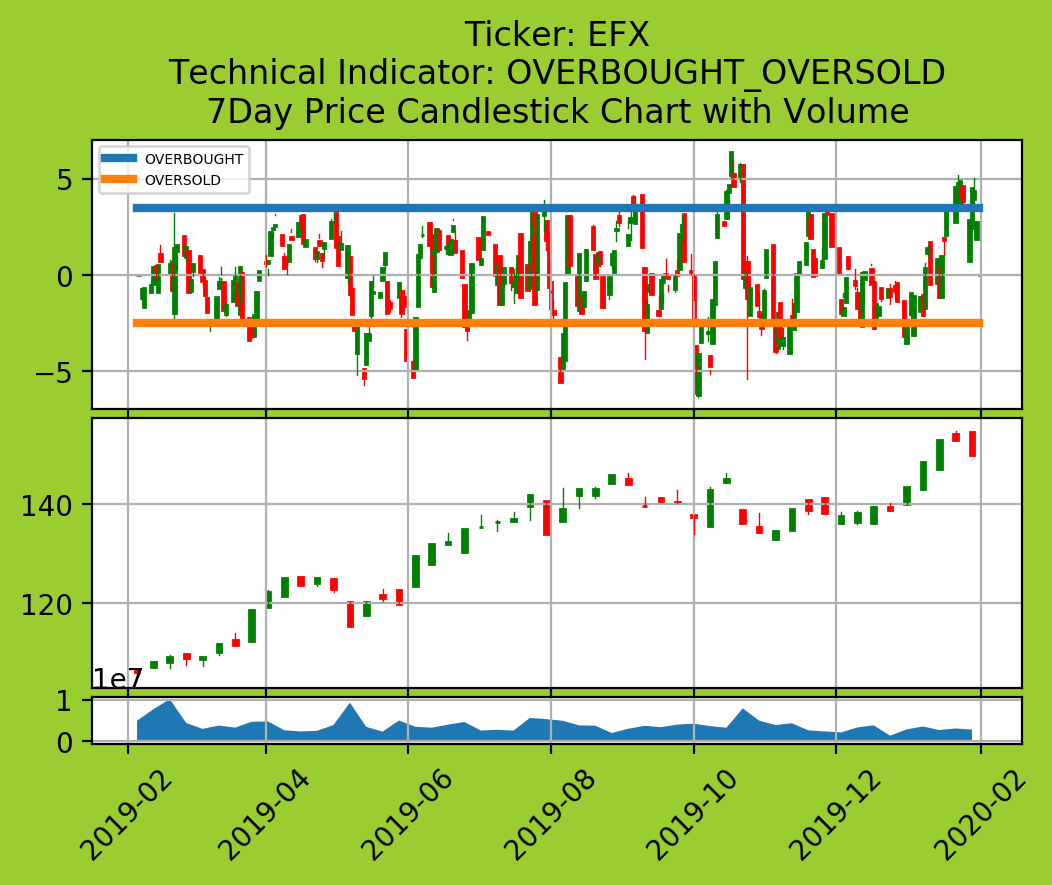 Ticker: EFX
Technical Indicator: OVERBOUGHT_OVERSOLD
7Day Price Candlestick Chart with Volume
OVERBOUGHT
OVERSOLD
5
0
−5
140
120
1e7
1
0
2019-02
2019-04
2019-06
2019-08
2019-10
2019-12
2020-02